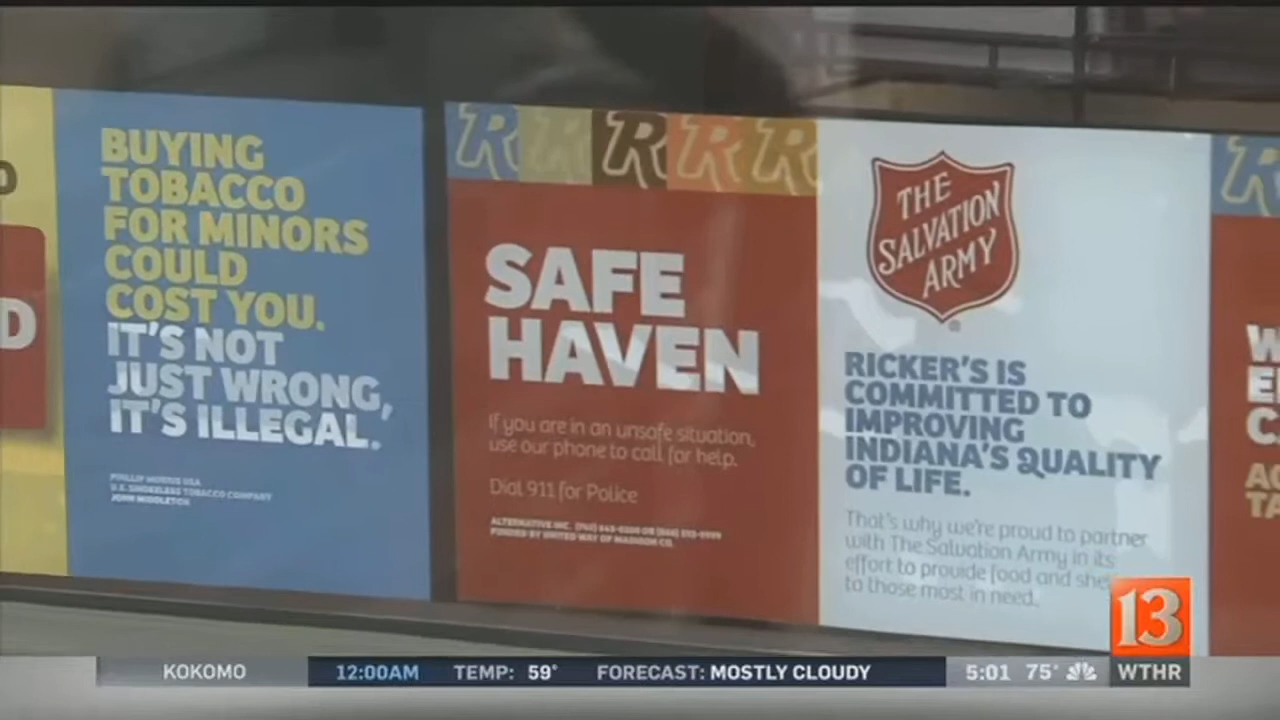 BUYING
TOBACCO
FOR MINORS
COULD
COST YOU.
IT'S NOT
JUST WRONG,
IT'S ILLEGAL.
PHILLIP MORRIS USA
U.S. SMOKELESS TOBACCO COMPANY
JOHN MIDDLETON
R R R R R
SAFE
HAVEN
If you are in an unsafe situation,
use our phone to call for help.
Dial 911 for Police
ALTERNATIVE INC. OR
FUNDED BY UNITED WAY OF MADISON CO.
THE
SALVATION
ARMY
RICKER'S IS
COMMITTED TO
IMPROVING
INDIANA'S QUALITY
OF LIFE.
That's why we're proud to partner
with The Salvation Army in its
effort to provide food and she
to those most in need.
R
W
E
C
A
TA
D
13
WTHR
KOKOMO
12:00AM TEMP: 59° FORECAST: MOSTLY CLOUDY
5:01 75°